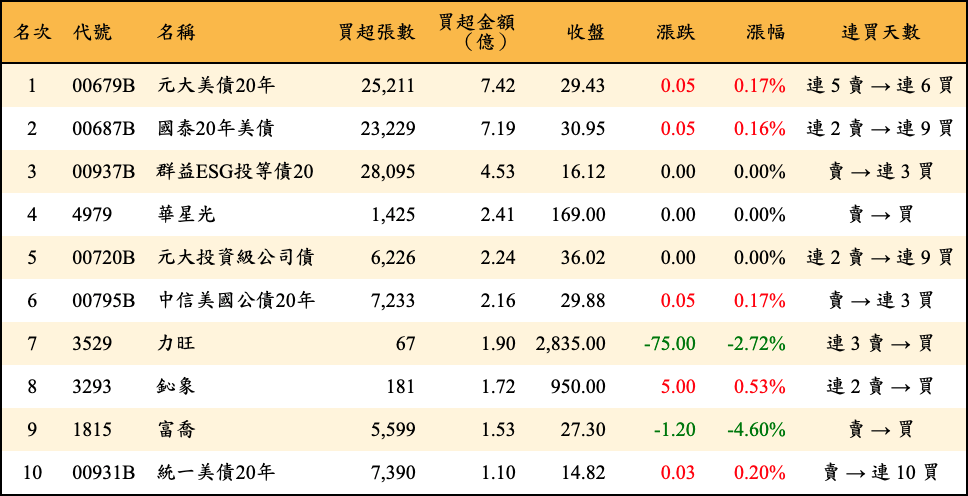 名次 代號 名稱 買超張數 買超金額（億） 收盤 漲跌 漲幅 連買天數
1 00679B 元大美債20年 25,211 7.42 29.43 0.05 0.17% 連 5 賣 → 連 6 買
2 00687B 國泰20年美債 23,229 7.19 30.95 0.05 0.16% 連 2 賣 → 連 9 買
3 00937B 群益ESG投等債20 28,095 4.53 16.12 0.00 0.00% 賣 → 連 3 買
4 4979 華星光 1,425 2.41 169.00 0.00 0.00% 賣 → 買
5 00720B 元大投資級公司債 6,226 2.24 36.02 0.00 0.00% 連 2 賣 → 連 9 買
6 00795B 中信美國公債20年 7,233 2.16 29.88 0.05 0.17% 賣 → 連 3 買
7 3529 力旺 67 1.90 2,835.00 -75.00 -2.72% 連 3 賣 → 買
8 3293 鈊象 181 1.72 950.00 5.00 0.53% 連 2 賣 → 買
9 1815 富喬 5,599 1.53 27.30 -1.20 -4.60% 賣 → 買
10 00931B 統一美債20年 7,390 1.10 14.82 0.03 0.20% 賣 → 連 10 買